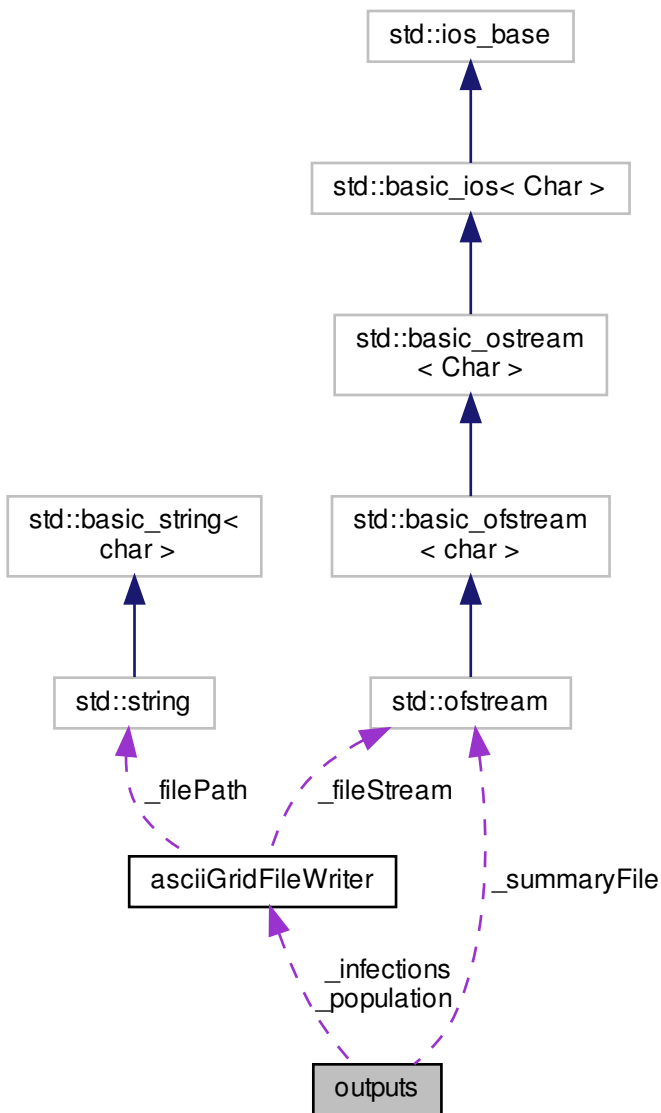 std::ios_base
std::basic_ios< Char >
std::basic_ostream
< Char >
std::basic_string<
char >
std::basic_ofstream
< char >
std::string
std::ofstream
_filePath
_fileStream
asciiGridFileWriter
_summaryFile
_infections
_population
outputs